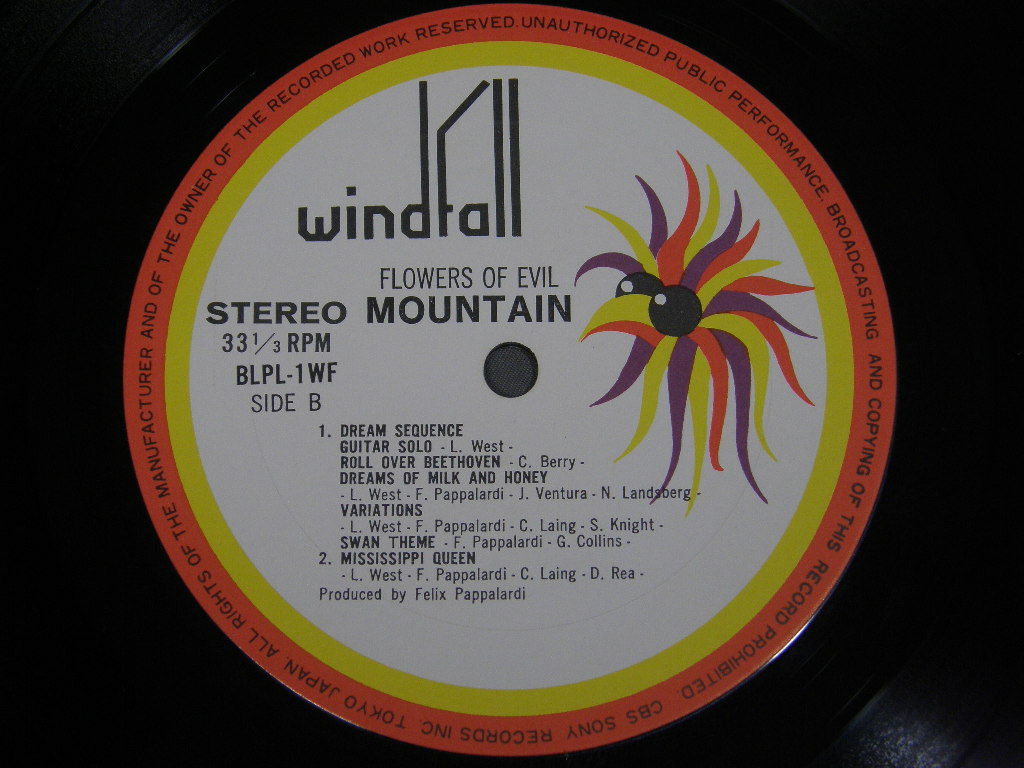 windfall
FLOWERS OF EVIL
STEREO MOUNTAIN
33 1/3 RPM
BLPL-1WF
SIDE B
1. DREAM SEQUENCE
GUITAR SOLO - L. West -
ROLL OVER BEETHOVEN - C. Berry -
DREAMS OF MILK AND HONEY
- L. West - F. Pappalardi - J. Ventura - N. Landsberg -
VARIATIONS
- L. West - F. Pappalardi - C. Laing - S. Knight -
SWAN THEME - F. Pappalardi - G. Collins -
2. MISSISSIPPI QUEEN
- L. West - F. Pappalardi - C. Laing - D. Rea -
Produced by Felix Pappalardi
ALL RIGHTS OF THE MANUFACTURER AND OF THE OWNER OF THE RECORDED WORK RESERVED. UNAUTHORIZED PUBLIC PERFORMANCE. BROADCASTING AND COPYING OF THIS RECORD PROHIBITED
CBS SONY RECORDS INC TOKYO JAPAN.